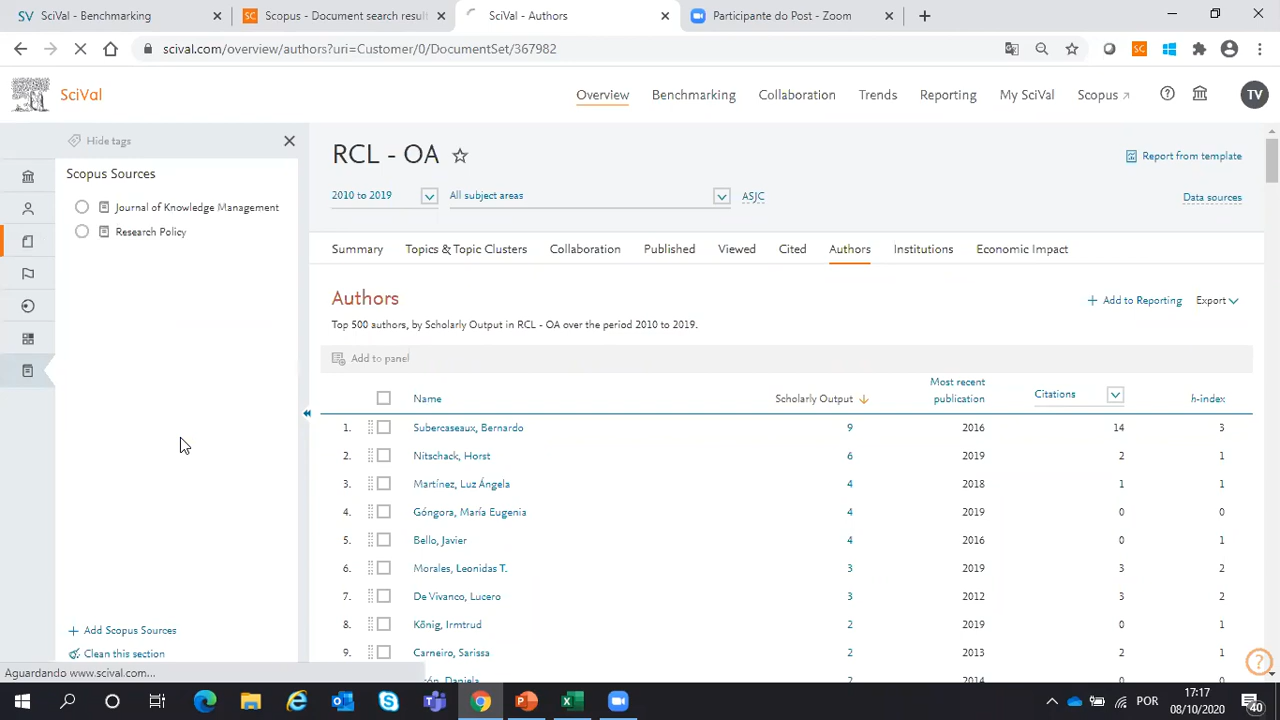 SciVal - Benchmarking
Scopus - Document search result
SciVal - Authors
Participante do Post - Zoom
scival.com/overview/authors?uri=Customer/0/DocumentSet/367982
SciVal
Overview
Benchmarking
Collaboration
Trends
Reporting
My SciVal
Scopus
TV
Hide tags
Scopus Sources
Journal of Knowledge Management
Research Policy
Add Scopus Sources
Clean this section
RCL - OA
Report from template
2010 to 2019
All subject areas
ASJC
Data sources
Summary
Topics & Topic Clusters
Collaboration
Published
Viewed
Cited
Authors
Institutions
Economic Impact
Authors
Add to Reporting
Export
Top 500 authors, by Scholarly Output in RCL - OA over the period 2010 to 2019.
Add to panel
Name
Scholarly Output
Most recent
publication
Citations
h-index
1. Subercaseaux, Bernardo 9 2016 14 3
2. Nitschack, Horst 6 2019 2 1
3. Martínez, Luz Ángela 4 2018 1 1
4. Góngora, María Eugenia 4 2019 0 0
5. Bello, Javier 4 2016 0 1
6. Morales, Leonidas T. 3 2019 3 2
7. De Vivanco, Lucero 3 2012 3 2
8. König, Irmtrud 2 2019 0 1
9. Carneiro, Sarissa 2 2013 2 1
Aguardando www.scival.com...
POR
17:17
08/10/2020
40